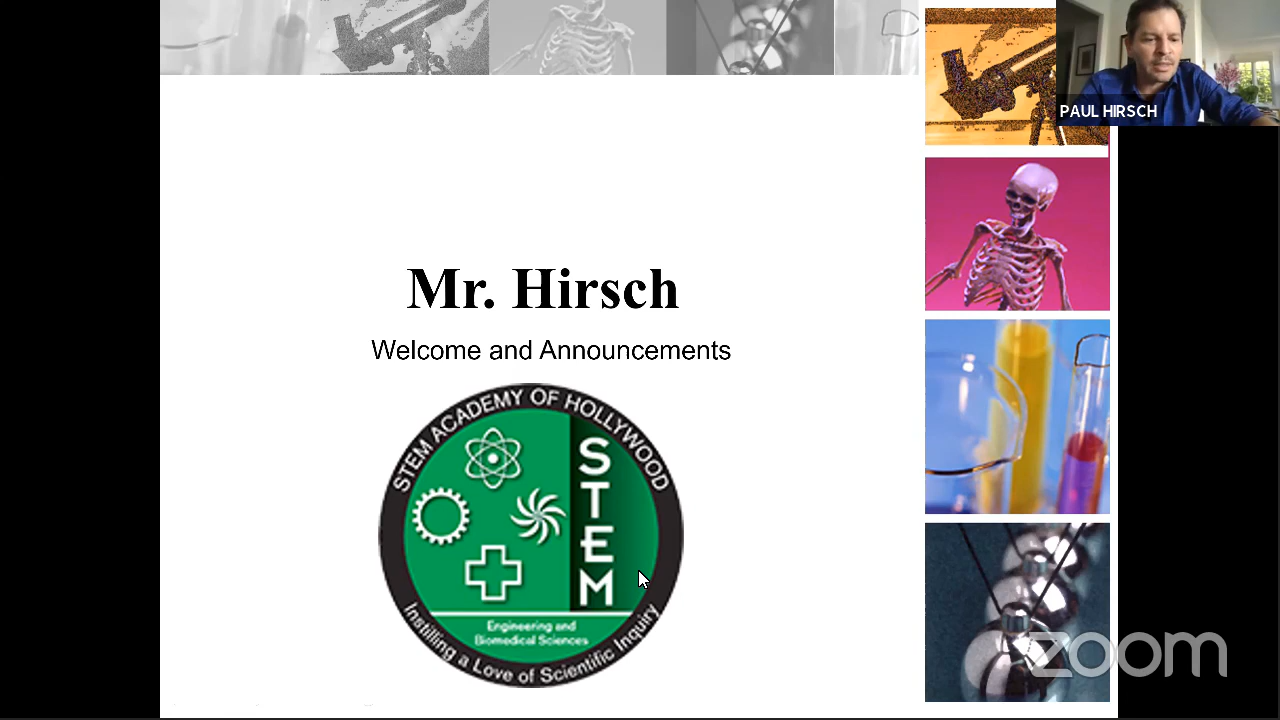 PAUL HIRSCH
Mr. Hirsch
Welcome and Announcements
STEM ACADEMY OF HOLLYWOOD
STEM
Engineering and
Biomedical Sciences
Instilling a Love of Scientific Inquiry
zoom